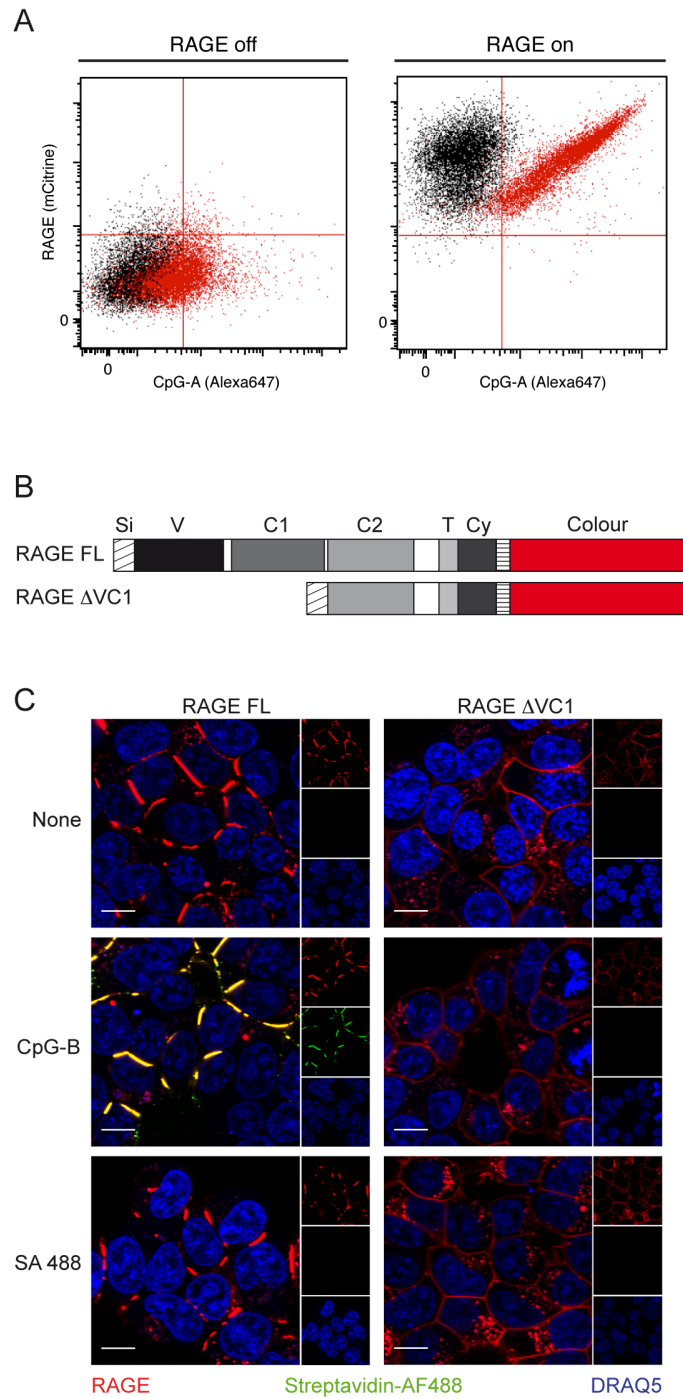 A
RAGE off
RAGE on
RAGE (mCitrine)
0
0
CpG-A (Alexa647)
0
0
CpG-A (Alexa647)
B
Si V C1 C2 T Cy Colour
RAGE FL
RAGE ΔVC1
C
RAGE FL
RAGE ΔVC1
None
CpG-B
SA 488
RAGE
Streptavidin-AF488
DRAQ5